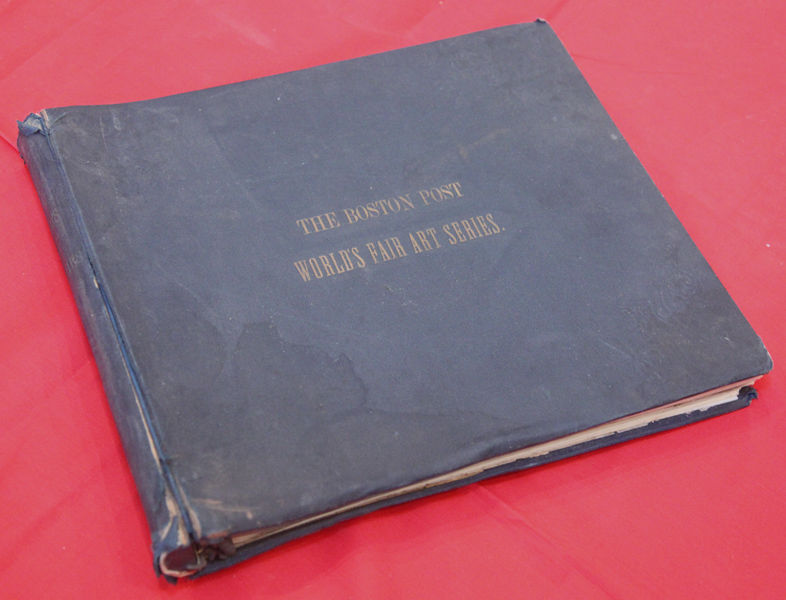 THE BOSTON POST
WORLD'S FAIR ART SERIES.